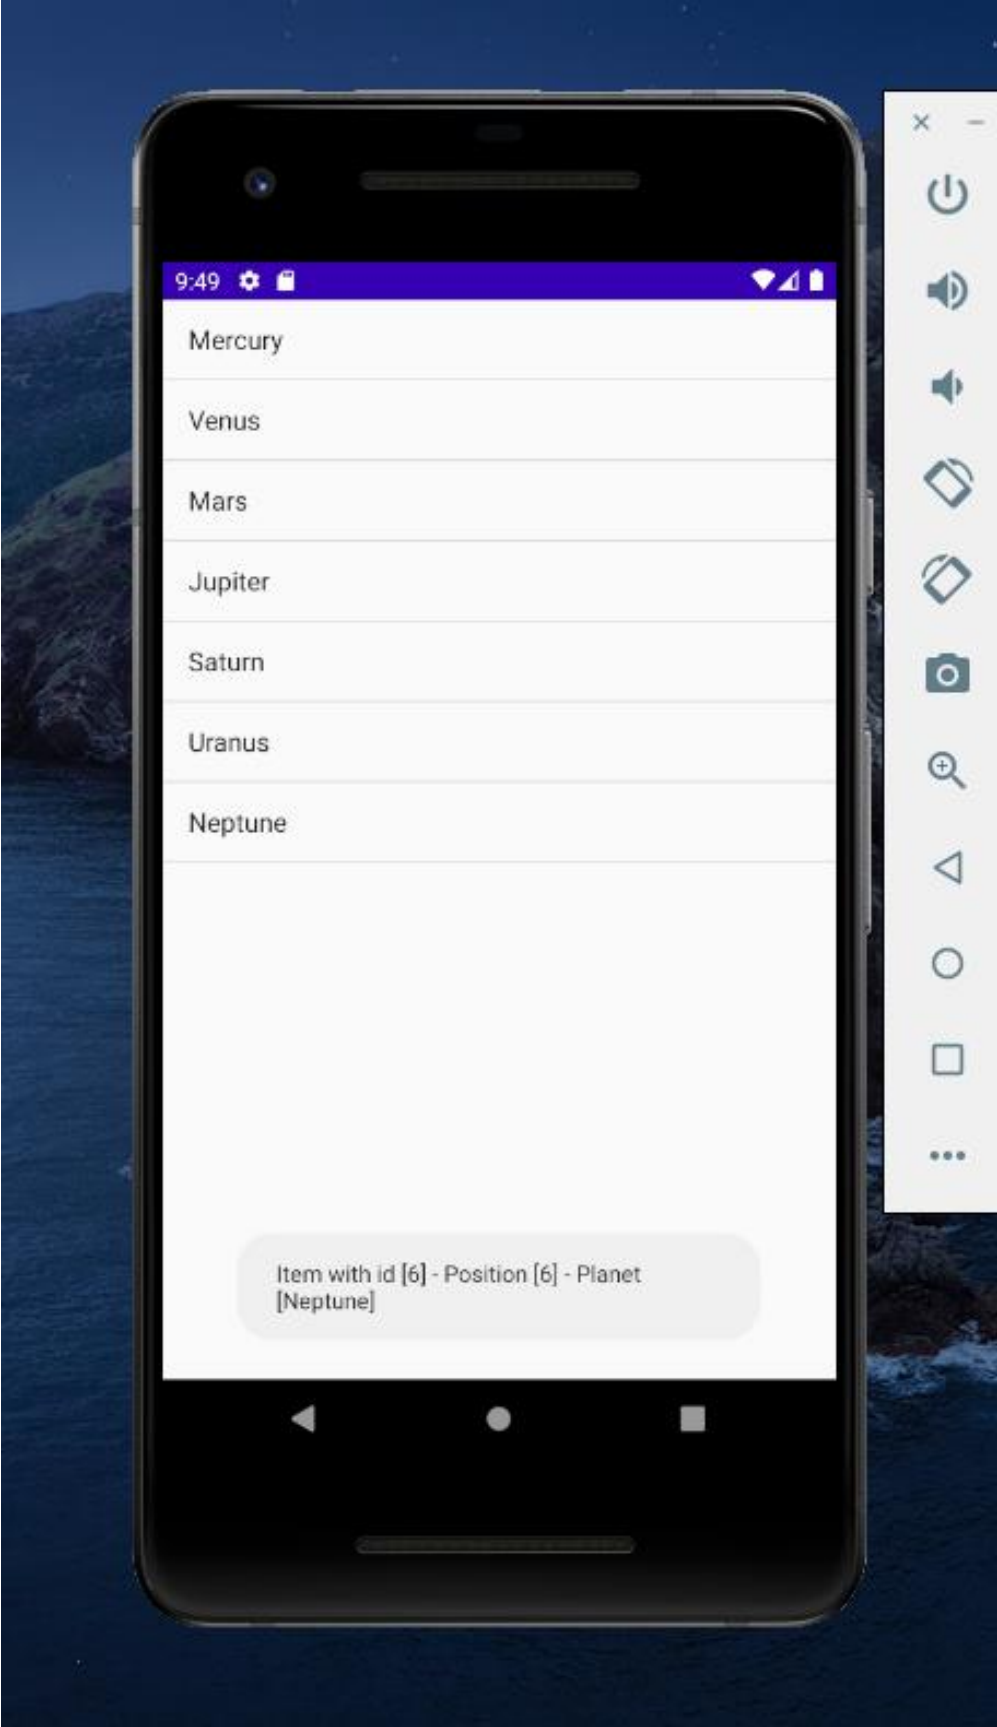 9:49
Mercury
Venus
Mars
Jupiter
Saturn
Uranus
Neptune
Item with id [6] - Position [6] - Planet
[Neptune]